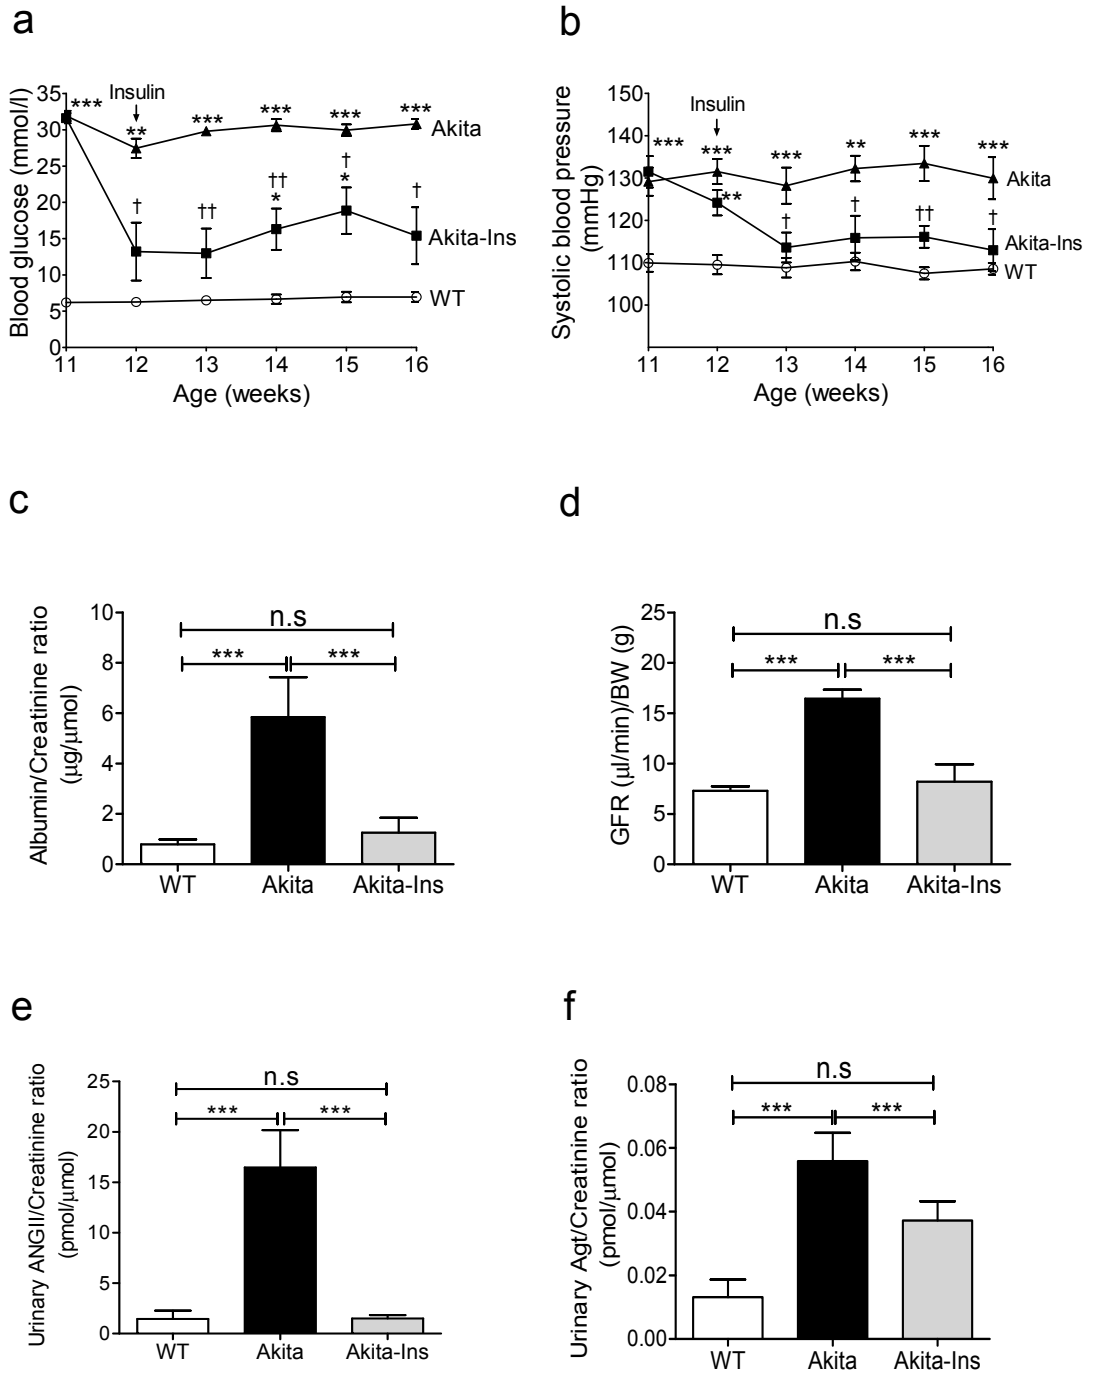 a
Blood glucose (mmol/l)
35
30
25
20
15
10
5
0
Insulin
***
**
***
***
***
***
†
††
††
*
†
*
†
Akita
Akita-Ins
WT
11 12 13 14 15 16
Age (weeks)
b
Systolic blood pressure
(mmHg)
150
140
130
120
110
100
Insulin
***
***
***
**
***
***
**
†
†
††
†
Akita
Akita-Ins
WT
11 12 13 14 15 16
Age (weeks)
c
Albumin/Creatinine ratio
(µg/µmol)
10
8
6
4
2
0
n.s
*** ***
WT Akita Akita-Ins
d
GFR (µl/min)/BW (g)
25
20
15
10
5
0
n.s
*** ***
WT Akita Akita-Ins
e
Urinary ANGII/Creatinine ratio
(pmol/µmol)
25
20
15
10
5
0
n.s
*** ***
WT Akita Akita-Ins
f
Urinary Agt/Creatinine ratio
(pmol/µmol)
0.08
0.06
0.04
0.02
0.00
n.s
*** ***
WT Akita Akita-Ins